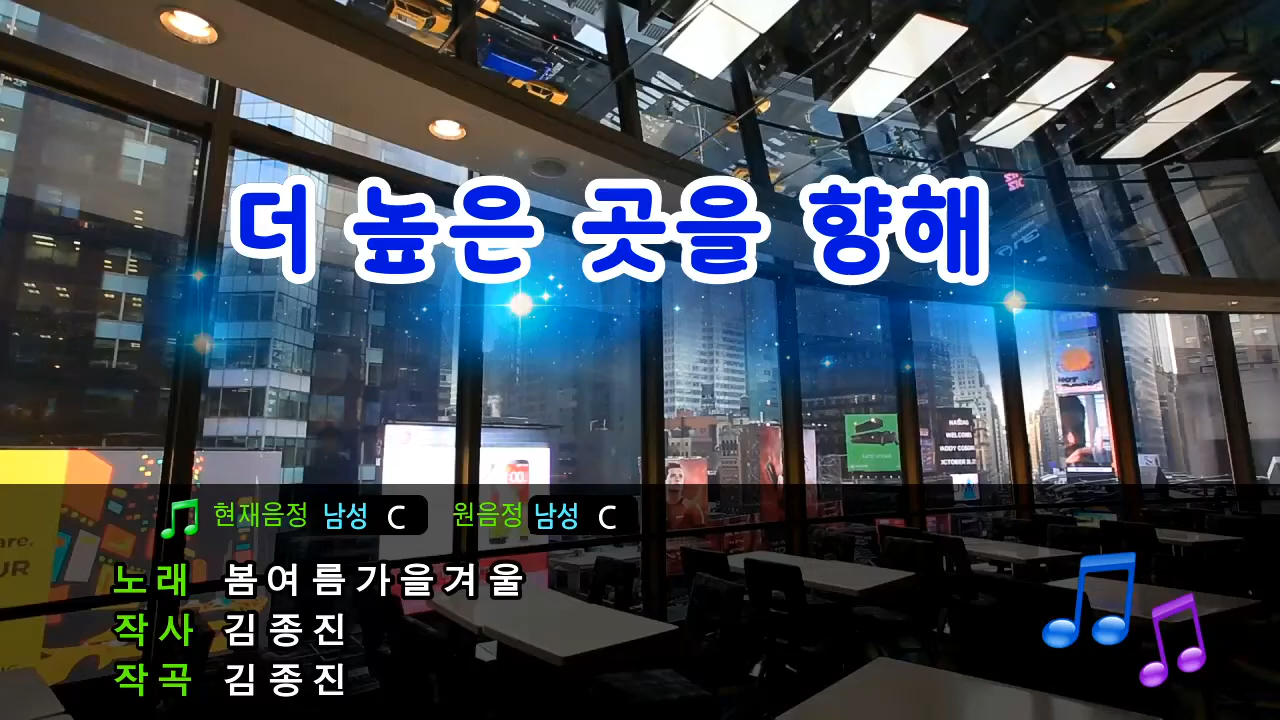 더 높은 곳을 향해
현재음정 남성 C 원음정 남성 C
노래 봄여름가을겨울
작사 김종진
작곡 김종진